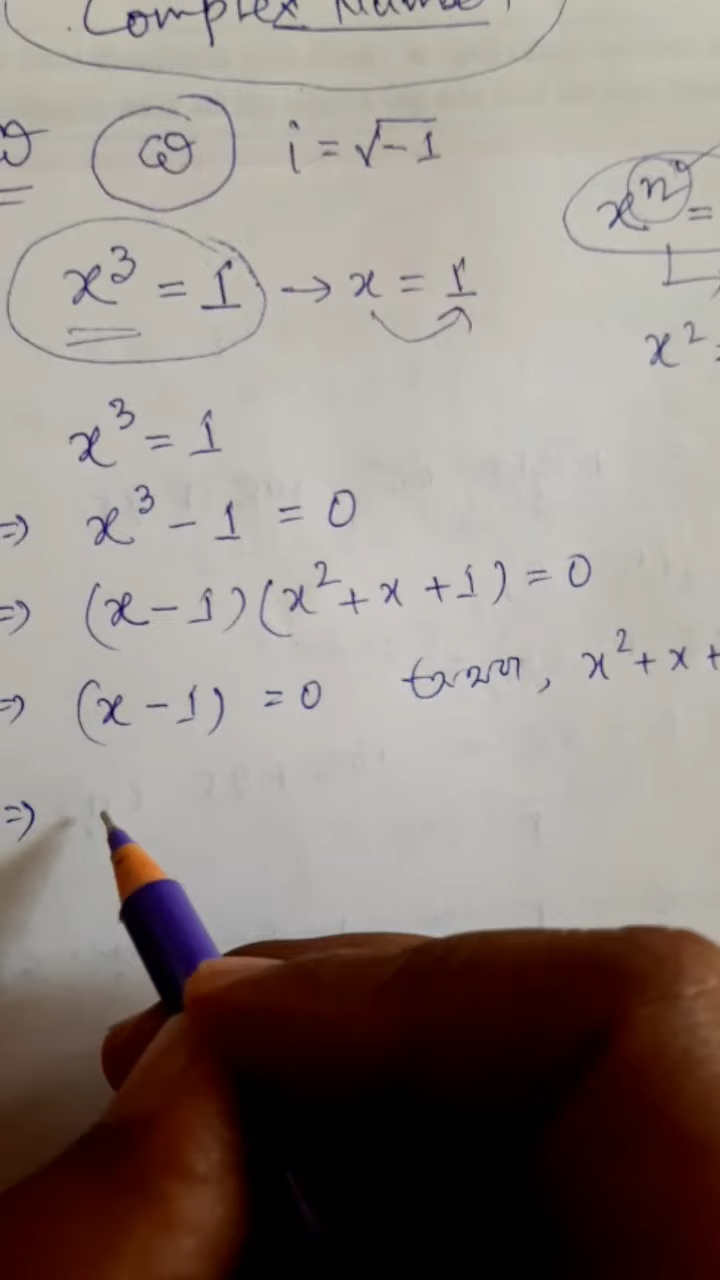 Complex Number
ω ω i = √-1
xⁿ =
x³ = 1 → x = 1
x²
x³ = 1
⇒ x³ - 1 = 0
⇒ (x - 1)(x² + x + 1) = 0
⇒ (x - 1) = 0 , x² + x +
⇒